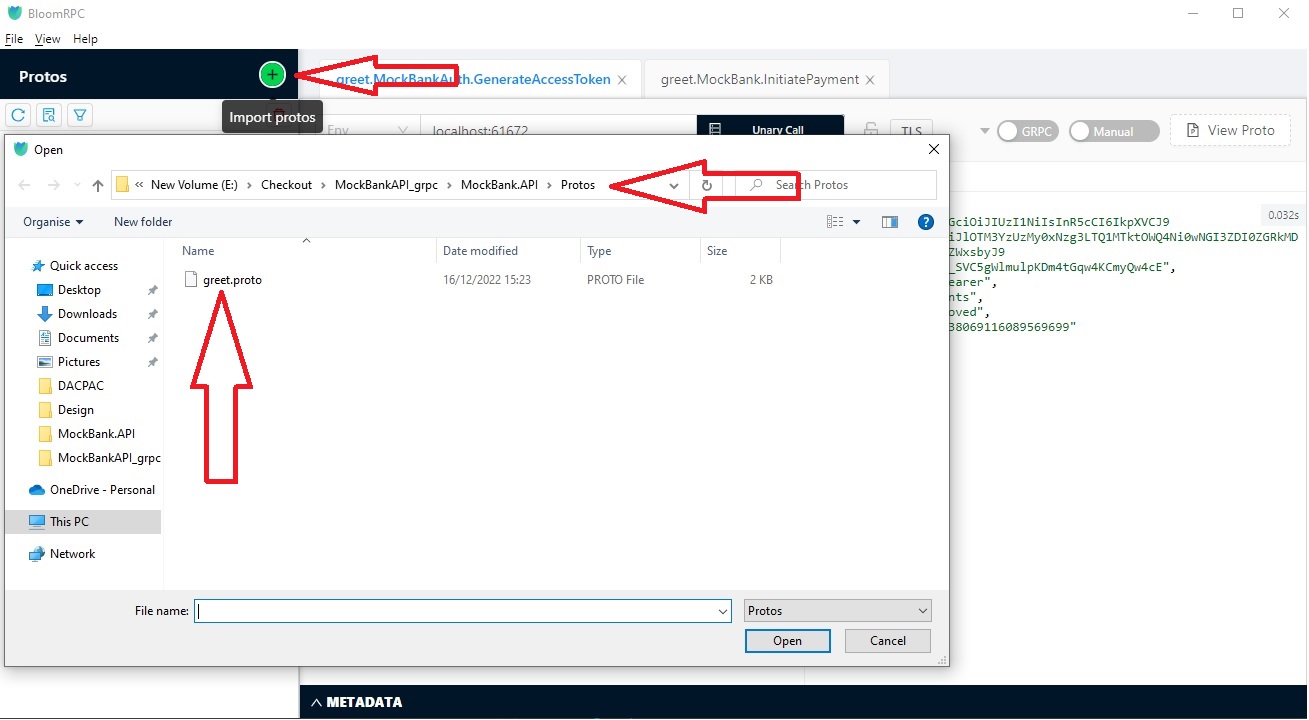 BloomRPC
File View Help
Protos
greet.MockBankAuth.GenerateAccessToken
greet.MockBank.InitiatePayment
Import protos
Env
localhost:61672
Unary Call
TLS
GRPC
Manual
View Proto
Open
« New Volume (E:) > Checkout > MockBankAPI_grpc > MockBank.API > Protos
Search Protos
Organise
New folder
Name
Date modified
Type
Size
greet.proto
16/12/2022 15:23
PROTO File
2 KB
Quick access
Desktop
Downloads
Documents
Pictures
DACPAC
Design
MockBank.API
MockBankAPI_grpc
OneDrive - Personal
This PC
Network
File name:
Protos
Open
Cancel
0.032s
GciOiJIUzI1NiIsInR5cCI6IkpXVCJ9
iJlOTM3YzUzMy0xNzg3LTQ1MTktOWQ4Ni0wNGI3ZDI0ZGRkMD
ZWxsbyJ9
_SVC5gWlmulpKDm4tGqw4KCmyQw4cE",
earer",
nts",
oved",
38069116089569699"
METADATA